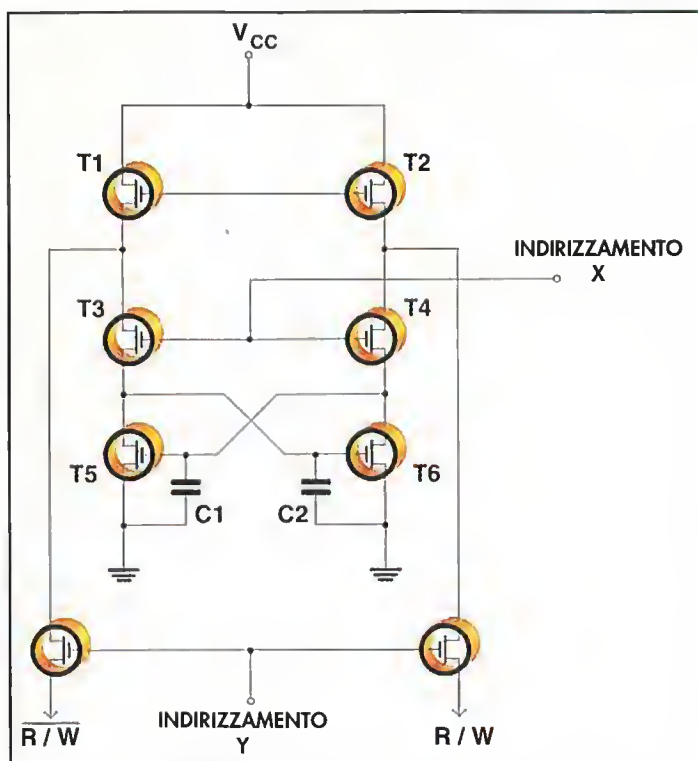 VCC
T1
T2
INDIRIZZAMENTO
X
T3
T4
T5
C1
C2
T6
INDIRIZZAMENTO
Y
R / W
R / W